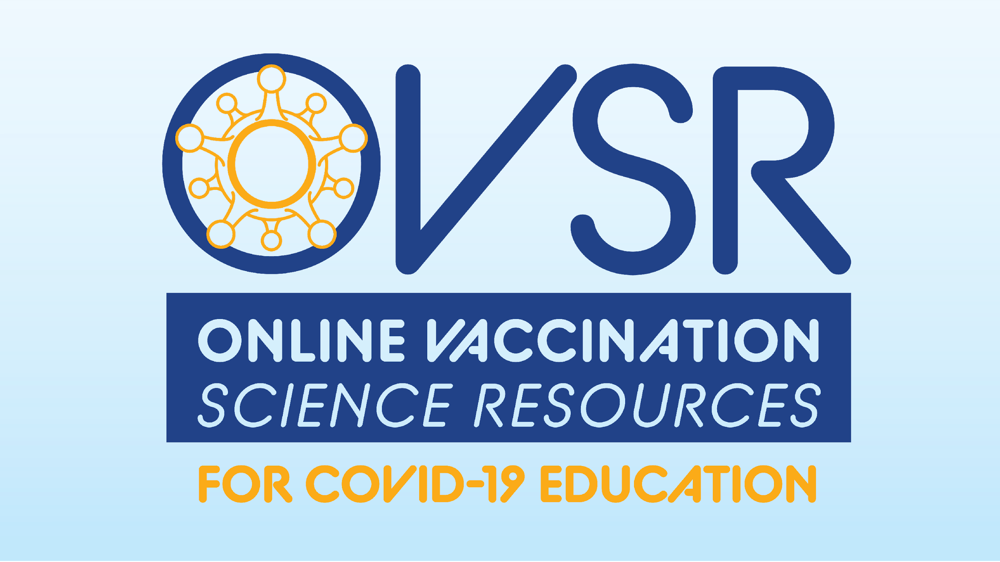 OVSR
ONLINE VACCINATION
SCIENCE RESOURCES
FOR COVID-19 EDUCATION